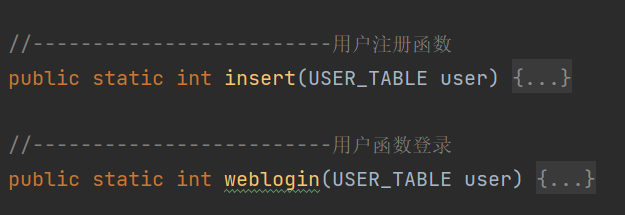 //-------------------------用户注册函数
public static int insert(USER_TABLE user) {...}
//-------------------------用户函数登录
public static int weblogin(USER_TABLE user) {...}